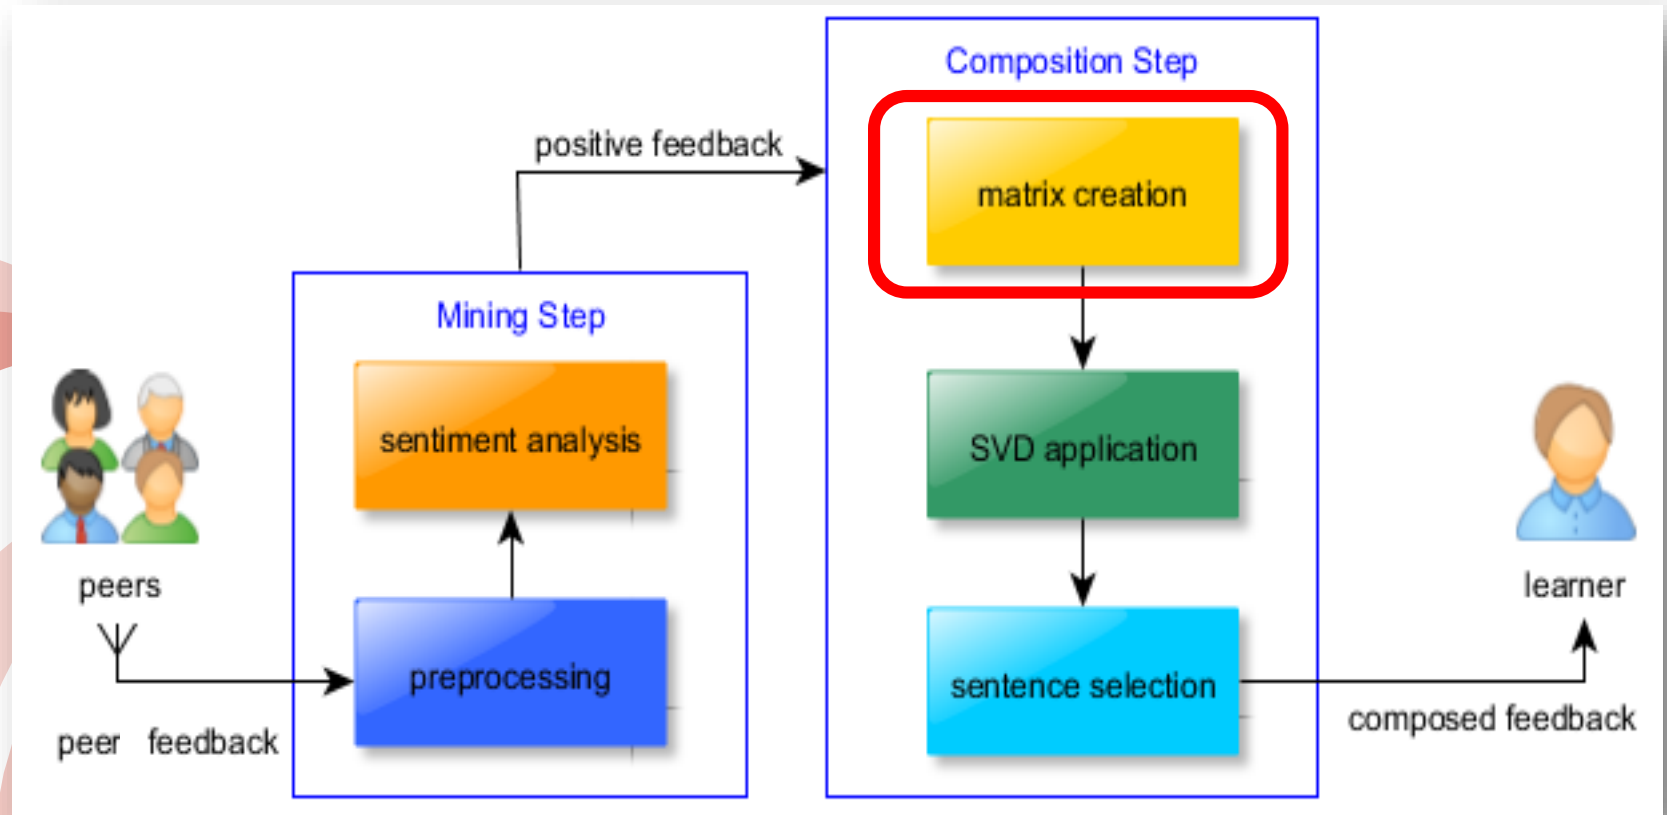 Composition Step
positive feedback
matrix creation
Mining Step
sentiment analysis
SVD application
peers
learner
preprocessing
sentence selection
peer feedback
composed feedback